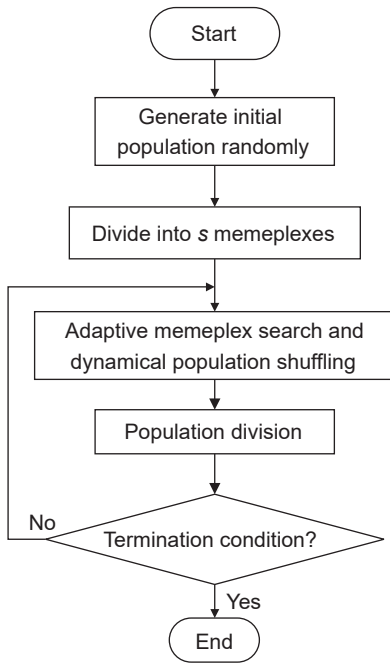 Start
Generate initial
population randomly
Divide into s memeplexes
Adaptive memeplex search and
dynamical population shuffling
Population division
No
Termination condition?
Yes
End